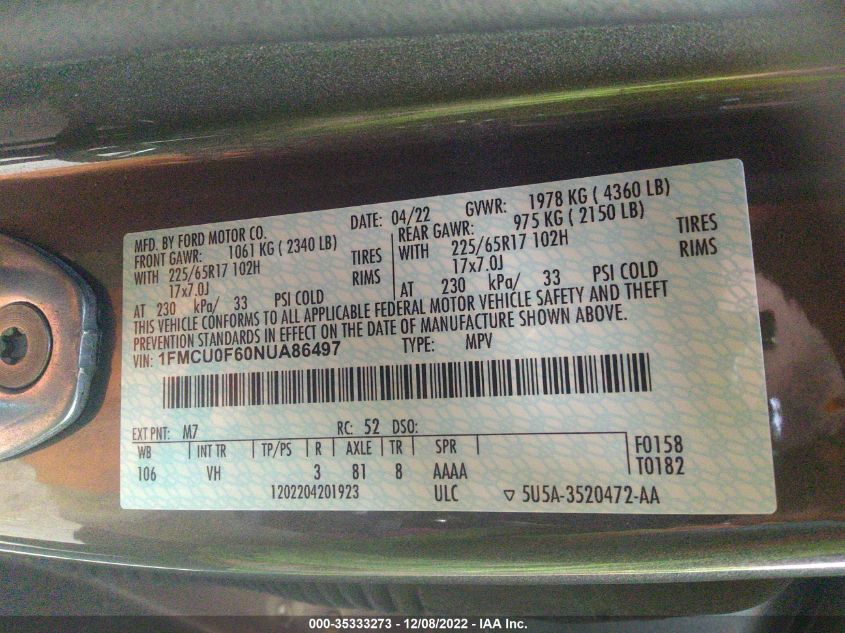 MFD. BY FORD MOTOR CO. DATE: 04/22 GVWR: 1978 KG ( 4360 LB)
FRONT GAWR: 1061 KG ( 2340 LB) REAR GAWR: 975 KG ( 2150 LB)
WITH 225/65R17 102H TIRES WITH 225/65R17 102H TIRES
17x7.0J RIMS 17x7.0J RIMS
AT 230 kPa/ 33 PSI COLD AT 230 kPa/ 33 PSI COLD
THIS VEHICLE CONFORMS TO ALL APPLICABLE FEDERAL MOTOR VEHICLE SAFETY AND THEFT
PREVENTION STANDARDS IN EFFECT ON THE DATE OF MANUFACTURE SHOWN ABOVE.
VIN: 1FMCU0F60NUA86497 TYPE: MPV
EXT PNT: M7 RC: 52 DSO:
WB INT TR TP/PS R AXLE TR SPR F0158
106 VH 3 81 8 AAAA T0182
1202204201923 ULC ▽ 5U5A-3520472-AA
000-35333273 - 12/08/2022 - IAA Inc.